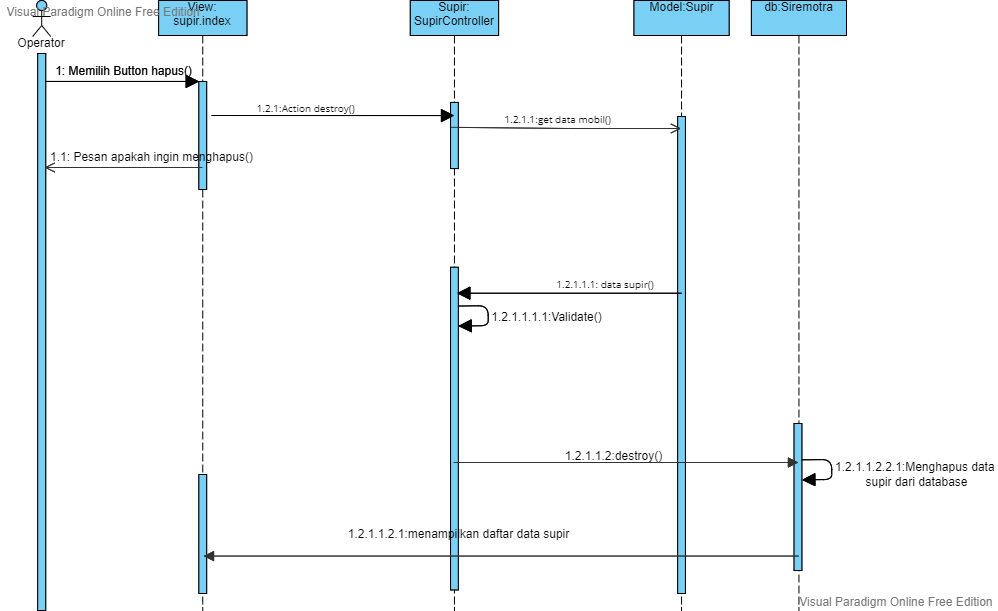 Visual Paradigm Online Free Edition
View:
supir.index
Supir:
SupirController
Model:Supir
db:Siremotra
Operator
1: Memilih Button hapus()
1.2.1:Action destroy()
1.2.1.1:get data mobil()
1.1: Pesan apakah ingin menghapus()
1.2.1.1.1: data supir()
1.2.1.1.1.1:Validate()
1.2.1.1.2:destroy()
1.2.1.1.2.2.1:Menghapus data
supir dari database
1.2.1.1.2.1:menampilkan daftar data supir
Visual Paradigm Online Free Edition